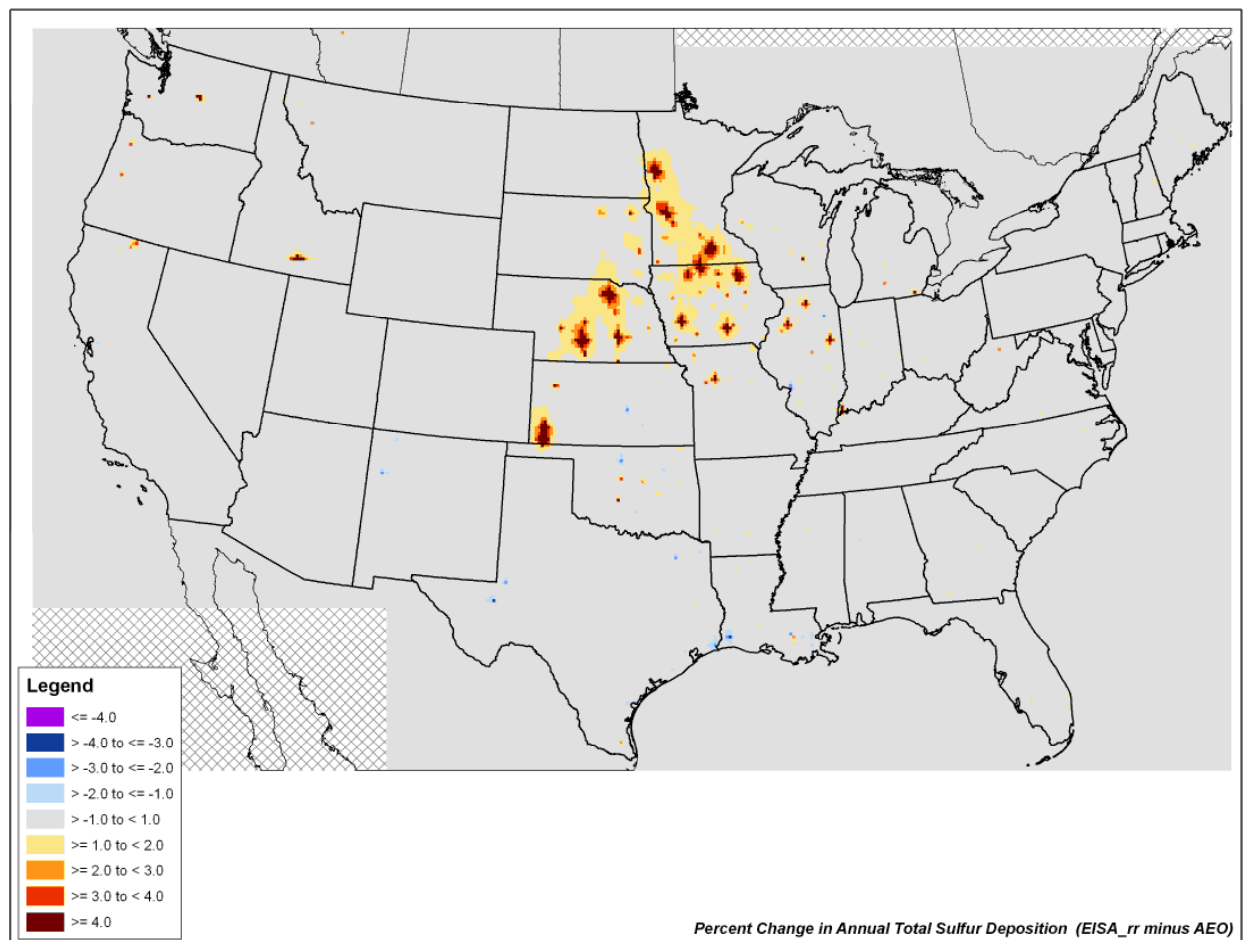 Legend
<= -4.0
> -4.0 to <= -3.0
> -3.0 to <= -2.0
> -2.0 to <= -1.0
> -1.0 to < 1.0
>= 1.0 to < 2.0
>= 2.0 to < 3.0
>= 3.0 to < 4.0
>= 4.0
Percent Change in Annual Total Sulfur Deposition (EISA_rr minus AEO)